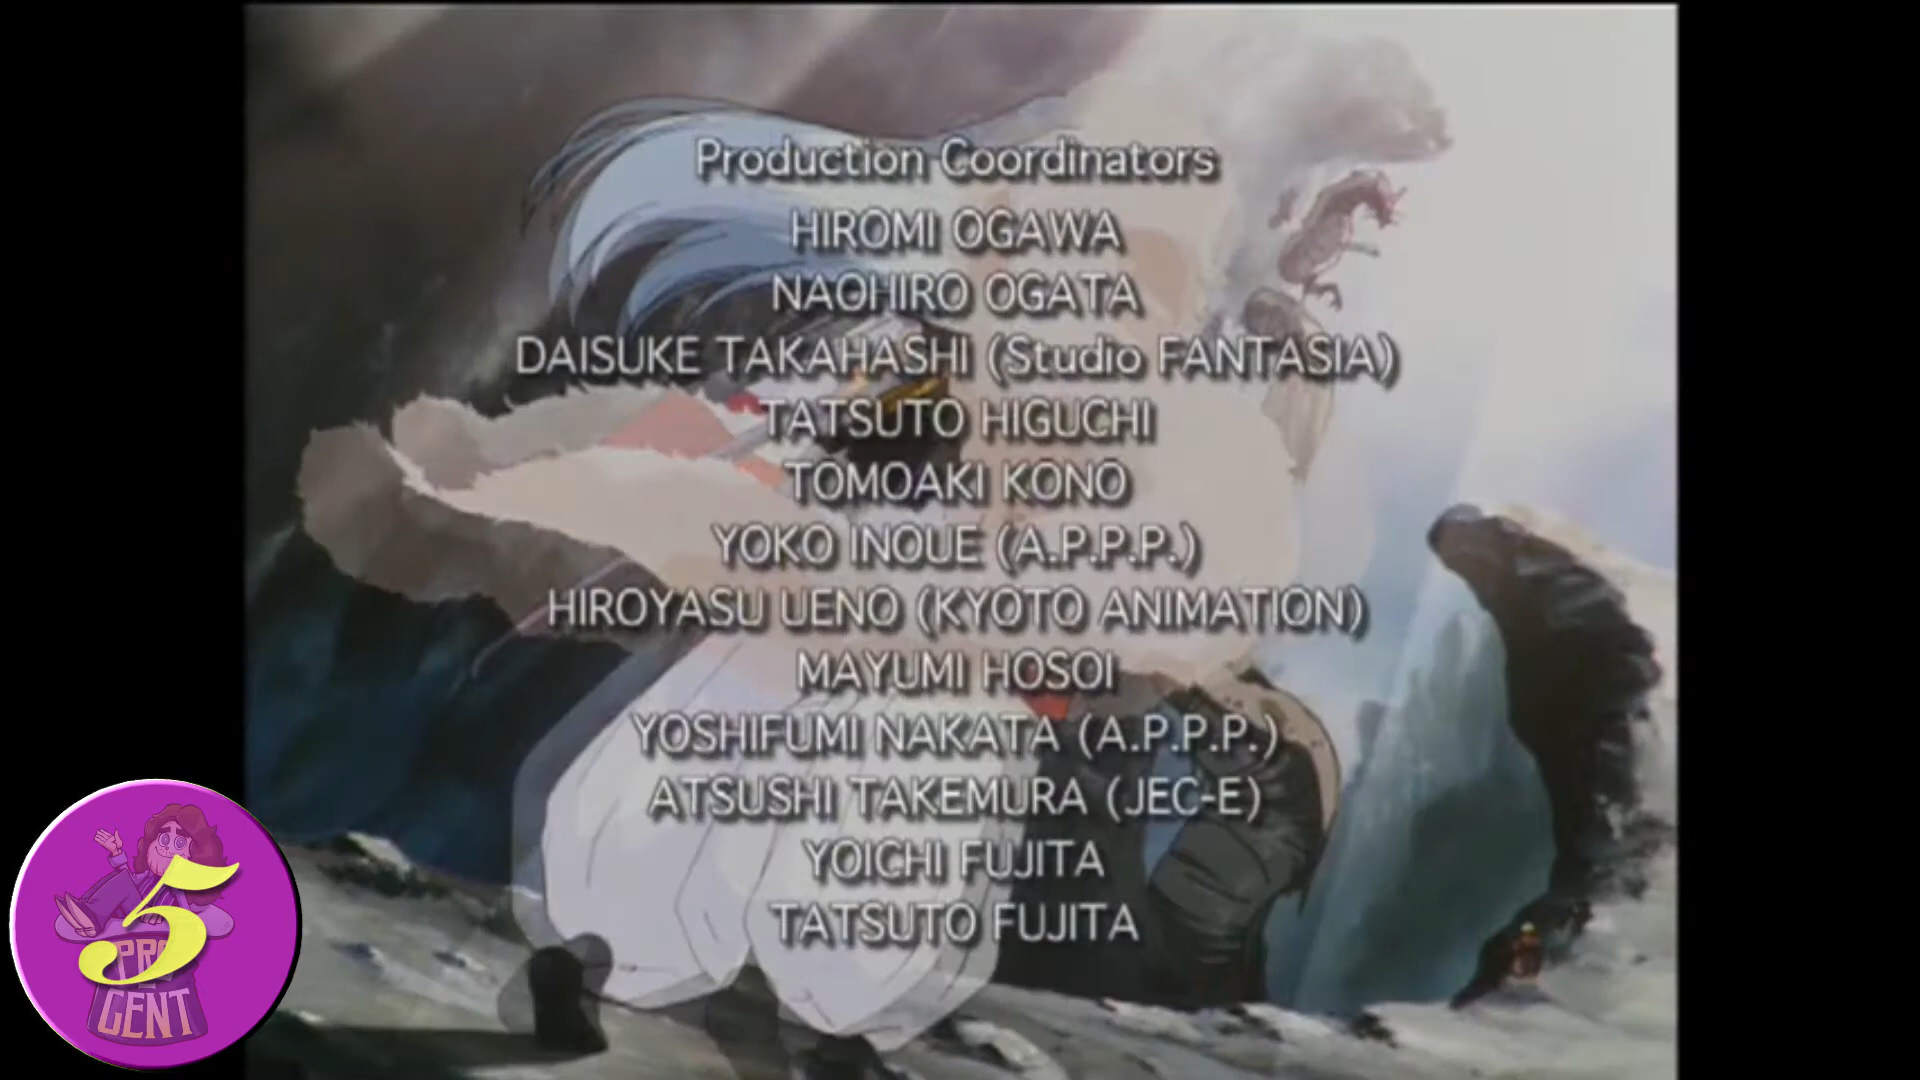 Production Coordinators
HIROMI OGAWA
NAOHIRO OGATA
DAISUKE TAKAHASHI (Studio FANTASIA)
TATSUTO HIGUCHI
TOMOAKI KONO
YOKO INOUE (A.P.P.P.)
HIROYASU UENO (KYOTO ANIMATION)
MAYUMI HOSOI
YOSHIFUMI NAKATA (A.P.P.P.)
ATSUSHI TAKEMURA (JEC-E)
YOICHI FUJITA
TATSUTO FUJITA
5
GENT